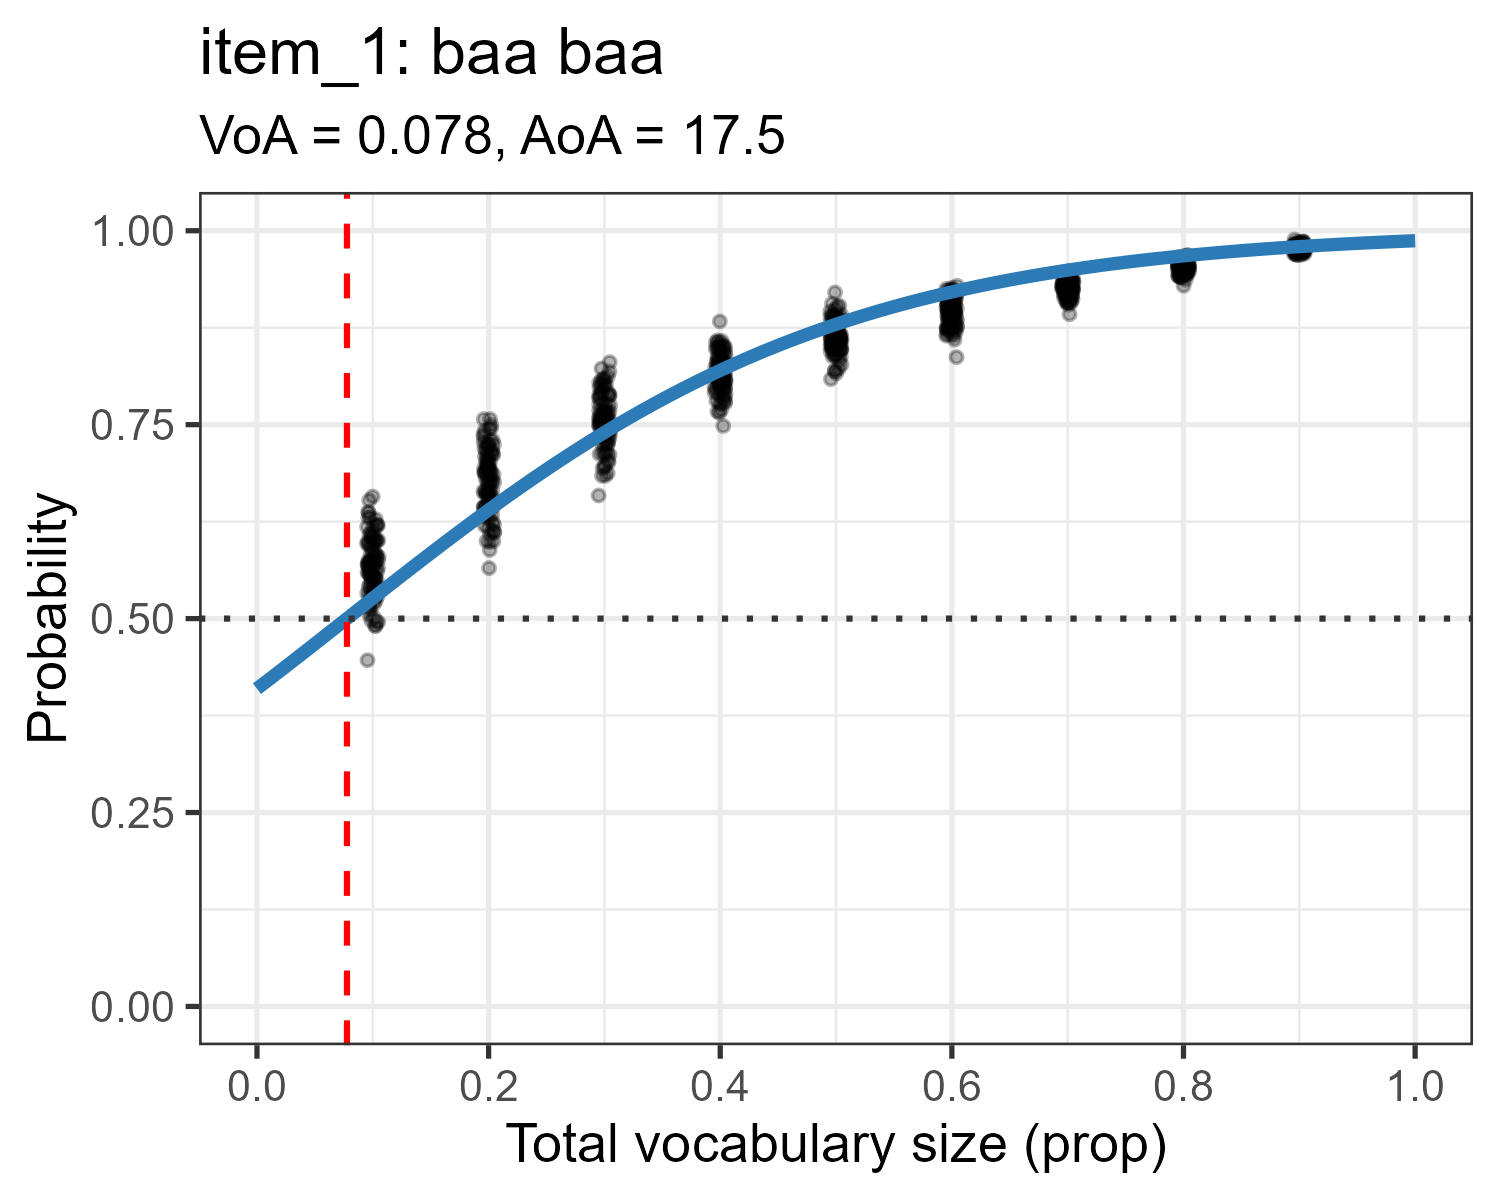 item_1: baa baa
VoA = 0.078, AoA = 17.5
1.00
0.75
0.50
0.25
0.00
Probability
0.0 0.2 0.4 0.6 0.8 1.0
Total vocabulary size (prop)